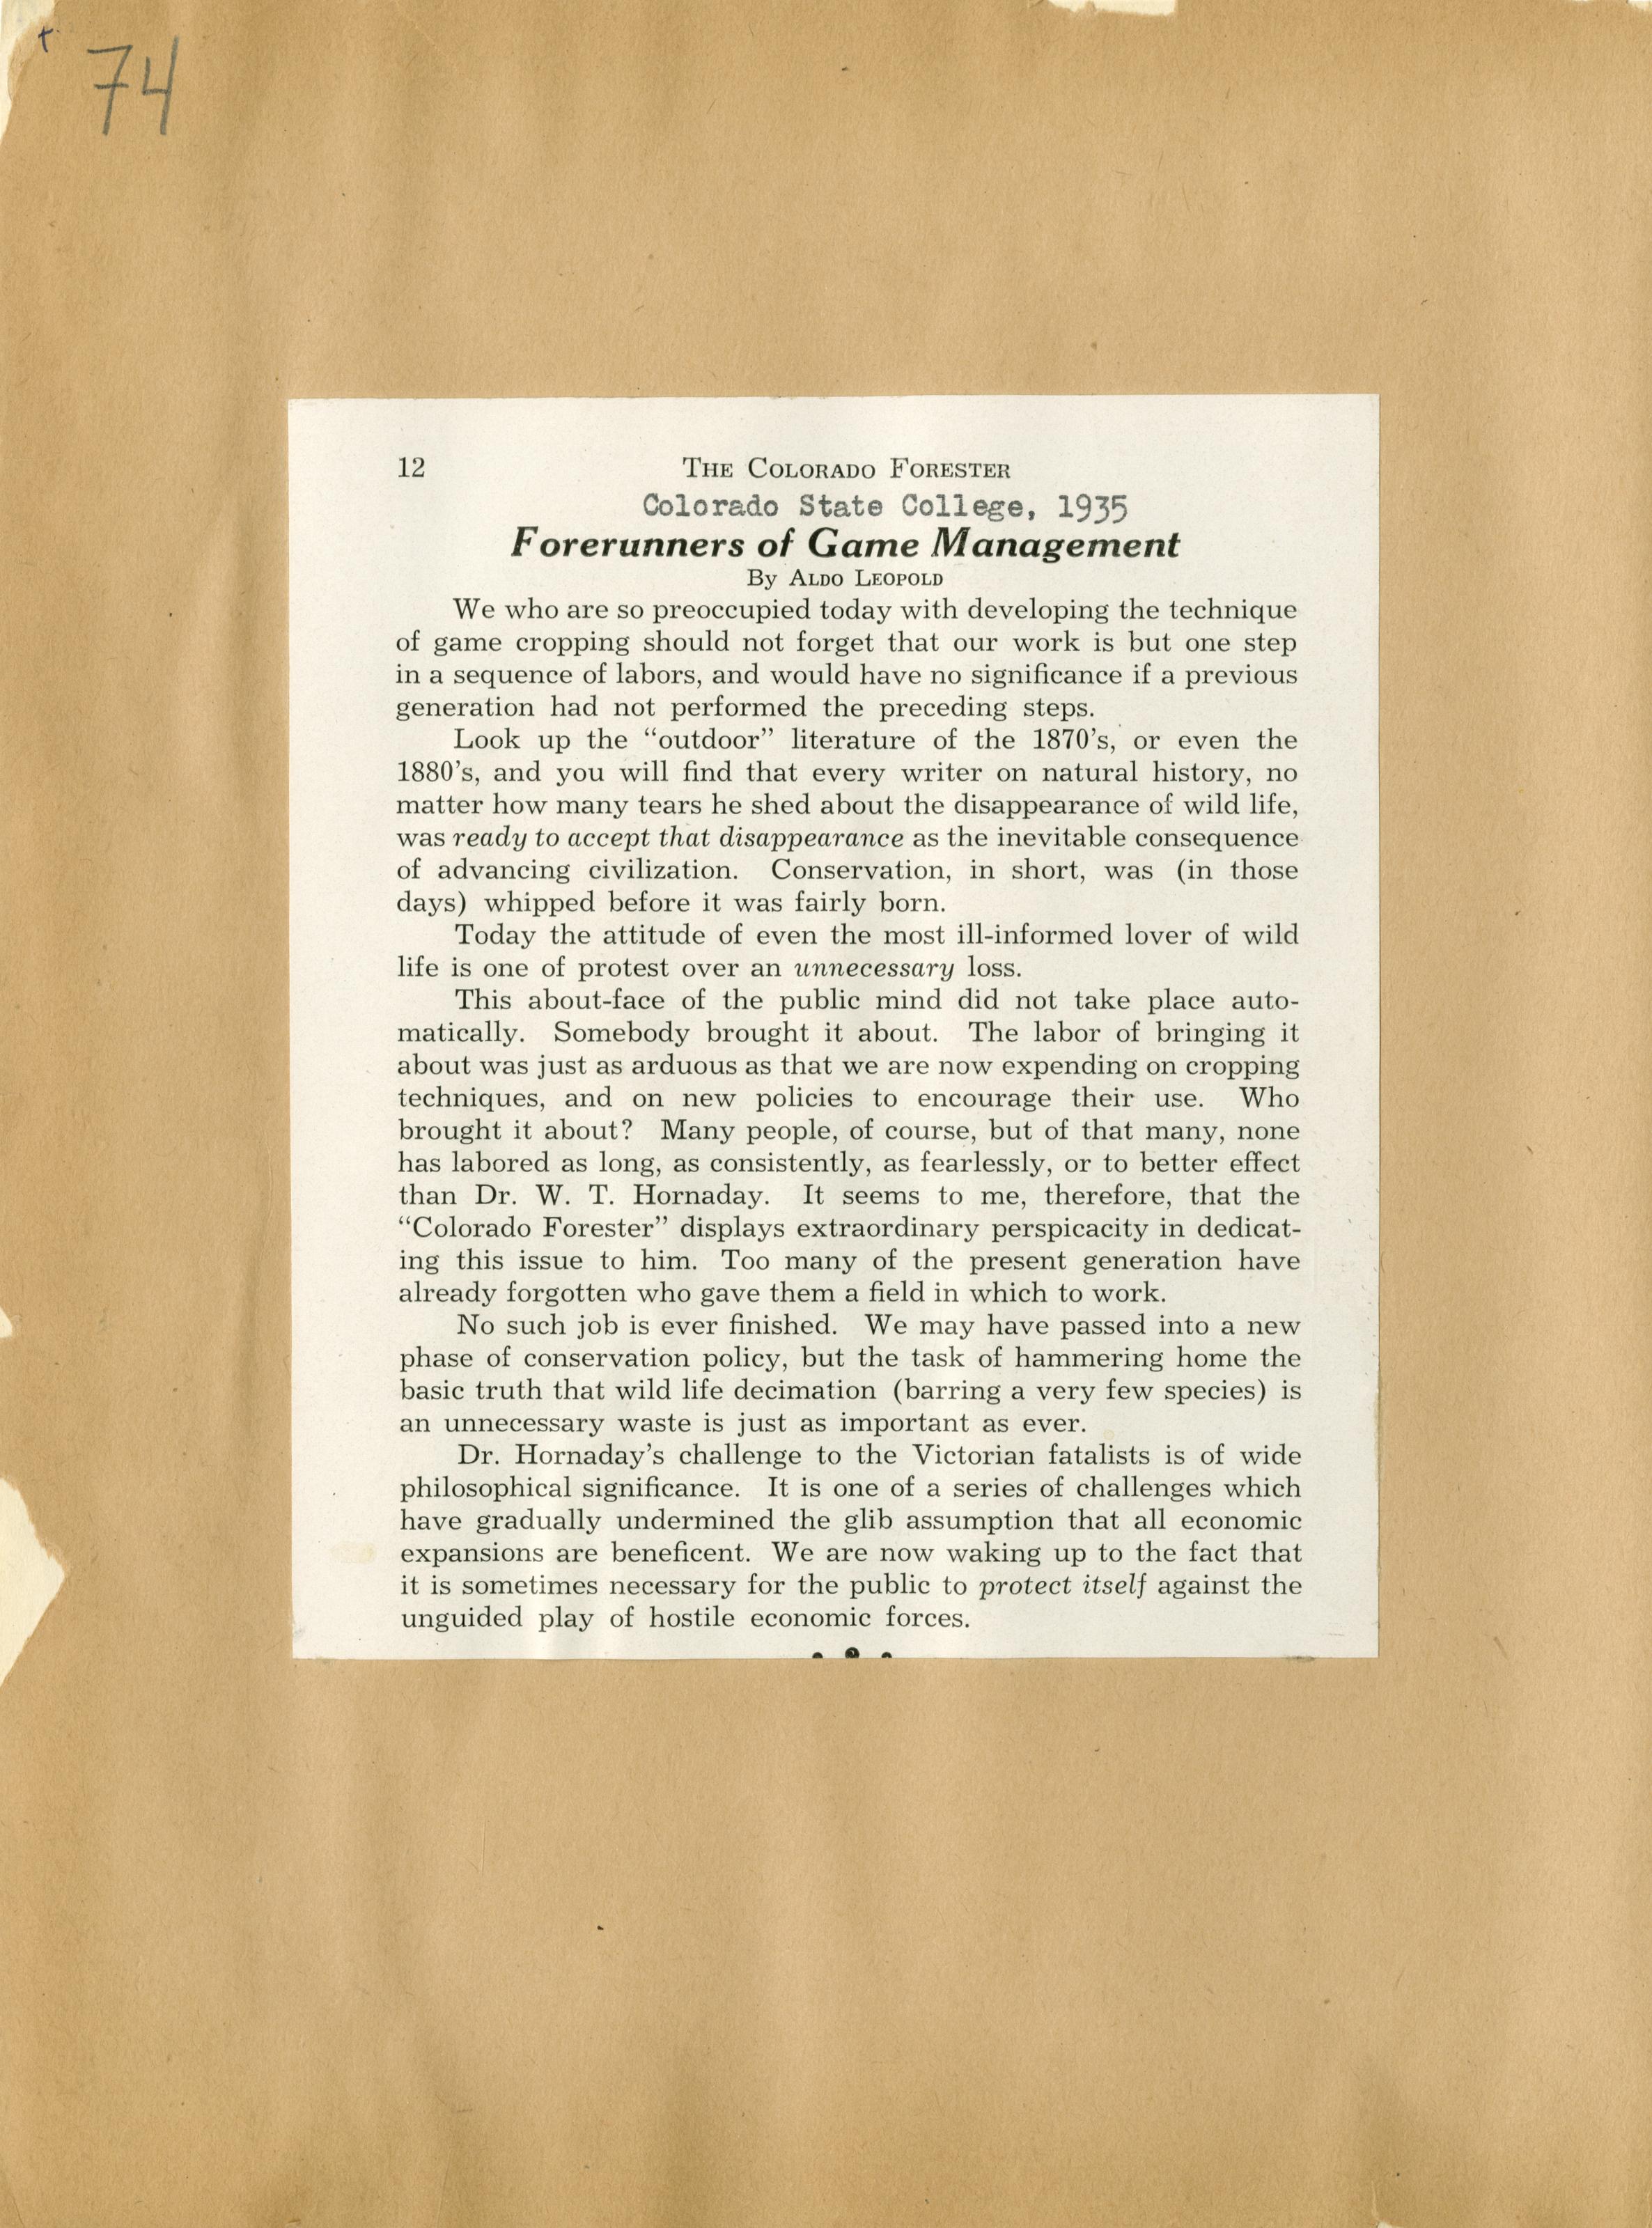 74
12 THE COLORADO FORESTER
Colorado State College, 1935
Forerunners of Game Management
By ALDO LEOPOLD
We who are so preoccupied today with developing the technique
of game cropping should not forget that our work is but one step
in a sequence of labors, and would have no significance if a previous
generation had not performed the preceding steps.
Look up the “outdoor” literature of the 1870’s, or even the
1880’s, and you will find that every writer on natural history, no
matter how many tears he shed about the disappearance of wild life,
was ready to accept that disappearance as the inevitable consequence
of advancing civilization. Conservation, in short, was (in those
days) whipped before it was fairly born.
Today the attitude of even the most ill-informed lover of wild
life is one of protest over an unnecessary loss.
This about-face of the public mind did not take place auto-
matically. Somebody brought it about. The labor of bringing it
about was just as arduous as that we are now expending on cropping
techniques, and on new policies to encourage their use. Who
brought it about? Many people, of course, but of that many, none
has labored as long, as consistently, as fearlessly, or to better effect
than Dr. W. T. Hornaday. It seems to me, therefore, that the
“Colorado Forester” displays extraordinary perspicacity in dedicat-
ing this issue to him. Too many of the present generation have
already forgotten who gave them a field in which to work.
No such job is ever finished. We may have passed into a new
phase of conservation policy, but the task of hammering home the
basic truth that wild life decimation (barring a very few species) is
an unnecessary waste is just as important as ever.
Dr. Hornaday’s challenge to the Victorian fatalists is of wide
philosophical significance. It is one of a series of challenges which
have gradually undermined the glib assumption that all economic
expansions are beneficent. We are now waking up to the fact that
it is sometimes necessary for the public to protect itself against the
unguided play of hostile economic forces.